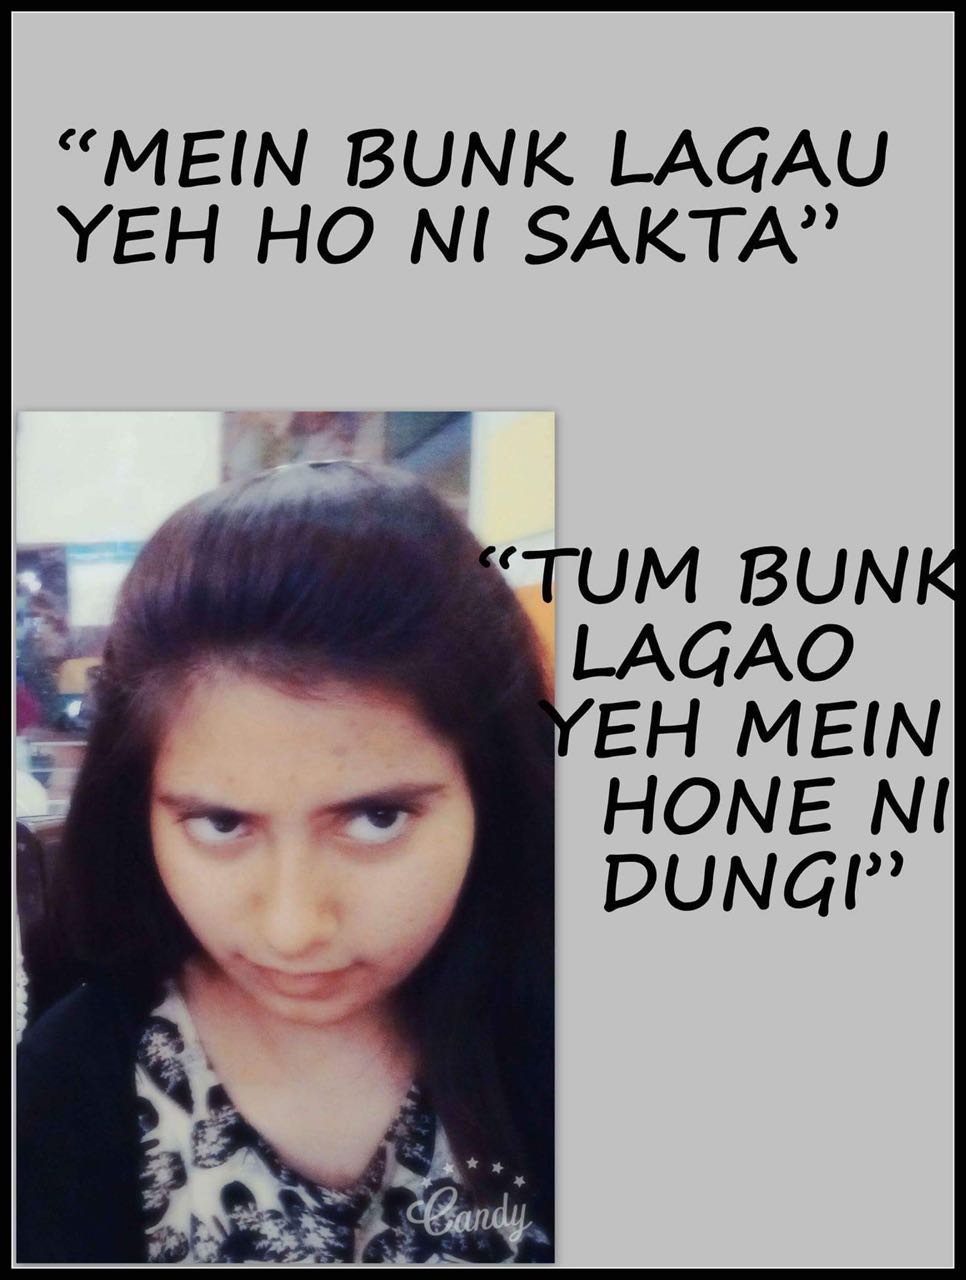 “MEIN BUNK LAGAU
YEH HO NI SAKTA”
“TUM BUNK
LAGAO
YEH MEIN
HONE NI
DUNGI”
Candy